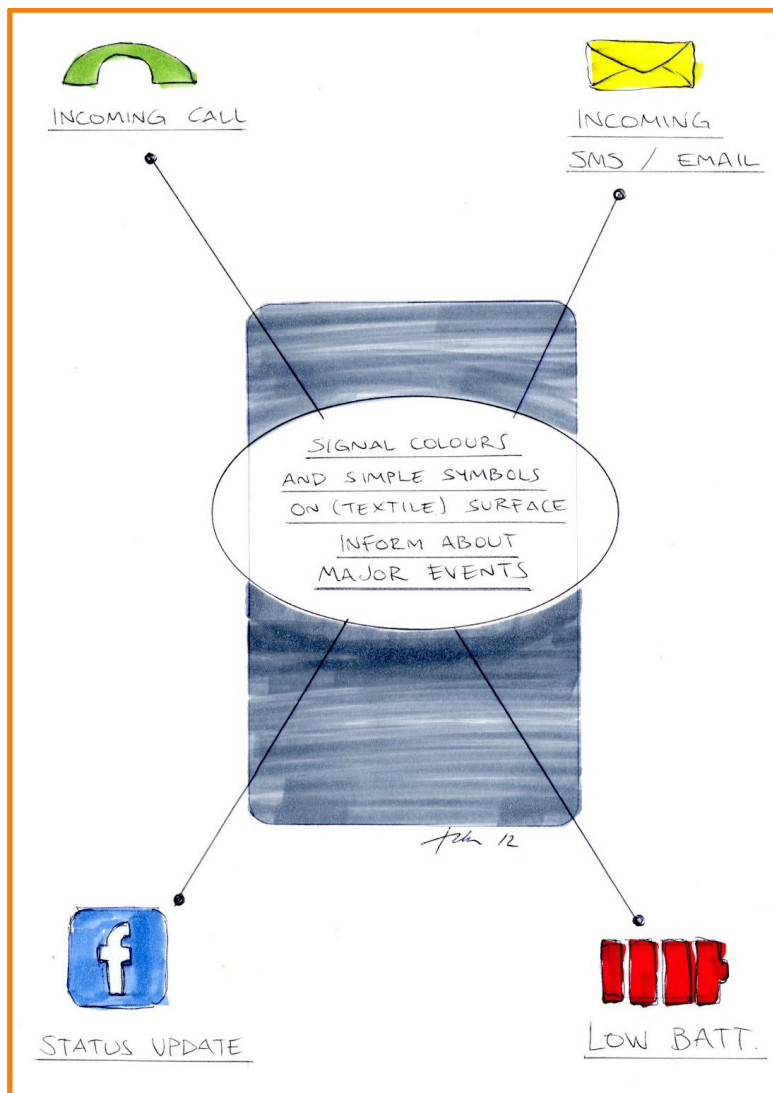 INCOMING CALL
INCOMING
SMS / EMAIL
SIGNAL COLOURS
AND SIMPLE SYMBOLS
ON (TEXTILE) SURFACE
INFORM ABOUT
MAJOR EVENTS
12
f
STATUS UPDATE
LOW BATT.